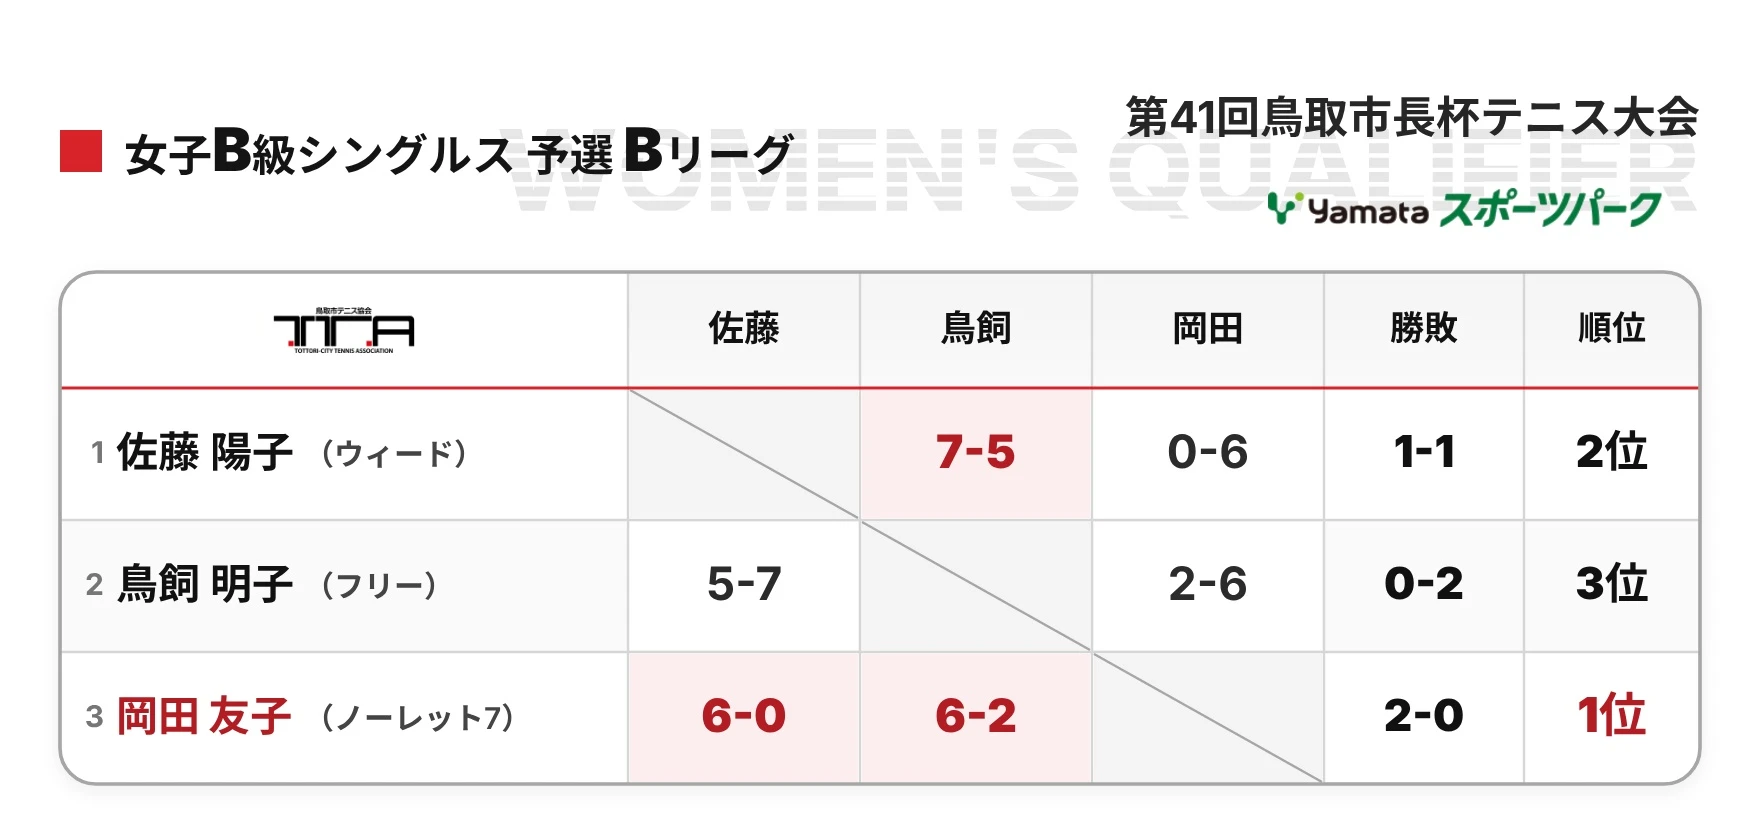 第41回鳥取市長杯テニス大会
女子B級シングルス 予選 Bリーグ
WOMEN'S QUALIFIER
Yamata スポーツパーク
鳥取市テニス協会
TTA
TOTTORI-CITY TENNIS ASSOCIATION
佐藤 鳥飼 岡田 勝敗 順位
1 佐藤 陽子 （ウィード） 7-5 0-6 1-1 2位
2 鳥飼 明子 （フリー） 5-7 2-6 0-2 3位
3 岡田 友子 （ノーレット7） 6-0 6-2 2-0 1位